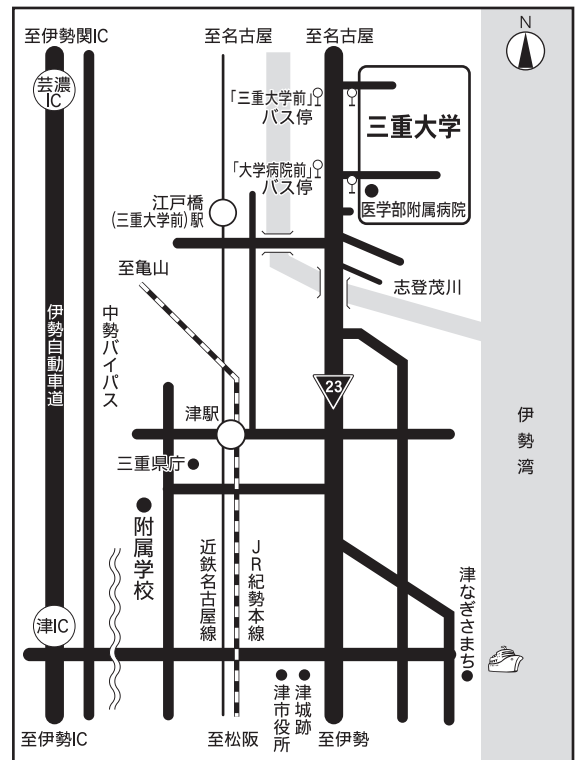 至伊勢関IC
至名古屋
至名古屋
N
芸濃
IC
「三重大学前」
バス停
三重大学
「大学病院前」
バス停
江戸橋
(三重大学前)駅
医学部附属病院
至亀山
志登茂川
伊勢自動車道
中勢バイパス
23
津駅
伊勢湾
三重県庁
附属学校
近鉄名古屋線
JR紀勢本線
津なぎさまち
津IC
津市役所
津城跡
至伊勢IC
至松阪
至伊勢